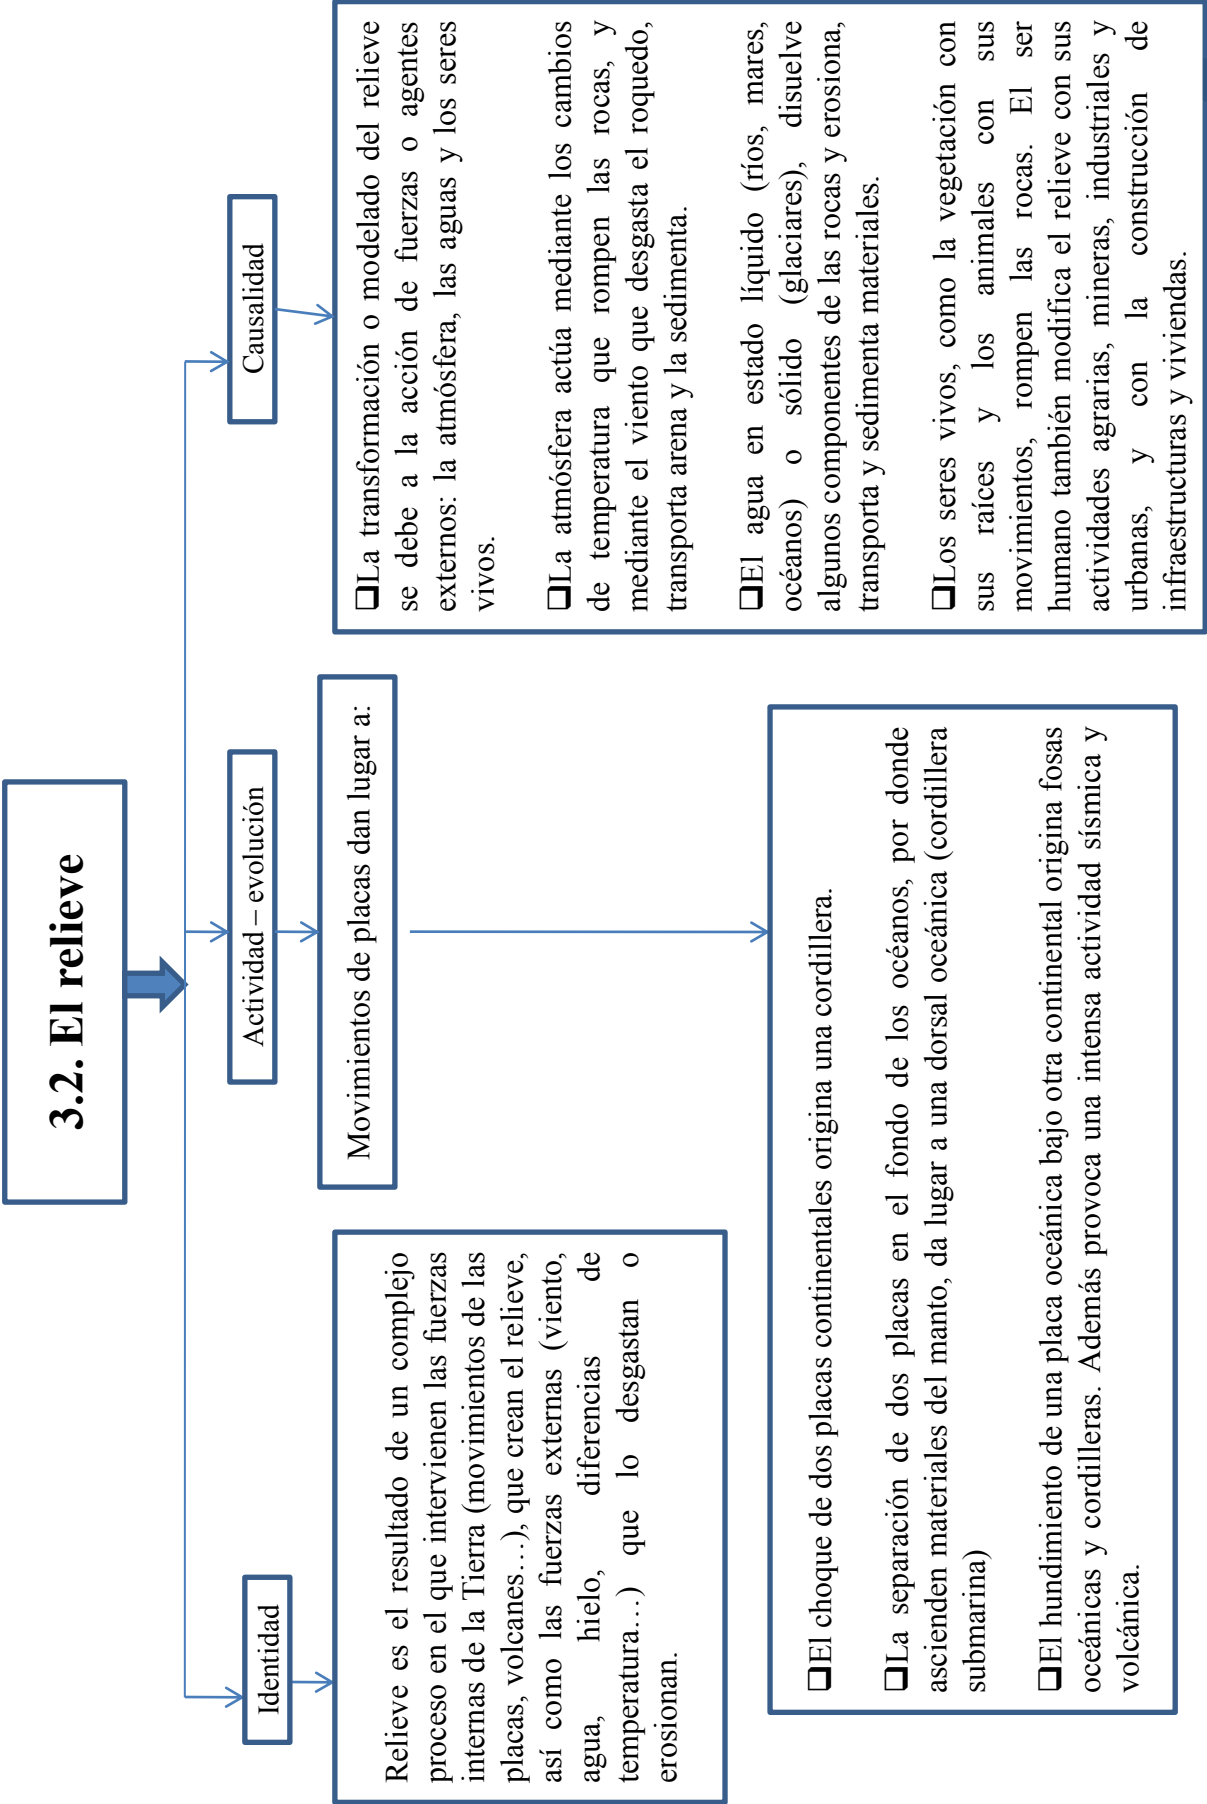 3.2. El relieve
Identidad
Relieve es el resultado de un complejo
proceso en el que intervienen las fuerzas
internas de la Tierra (movimientos de las
placas, volcanes…), que crean el relieve,
así como las fuerzas externas (viento,
agua, hielo, diferencias de
temperatura…) que lo desgastan o
erosionan.
Actividad – evolución
Movimientos de placas dan lugar a:
❑El choque de dos placas continentales origina una cordillera.
❑La separación de dos placas en el fondo de los océanos, por donde
ascienden materiales del manto, da lugar a una dorsal oceánica (cordillera
submarina)
❑El hundimiento de una placa oceánica bajo otra continental origina fosas
oceánicas y cordilleras. Además provoca una intensa actividad sísmica y
volcánica.
Causalidad
❑La transformación o modelado del relieve
se debe a la acción de fuerzas o agentes
externos: la atmósfera, las aguas y los seres
vivos.
❑La atmósfera actúa mediante los cambios
de temperatura que rompen las rocas, y
mediante el viento que desgasta el roquedo,
transporta arena y la sedimenta.
❑El agua en estado líquido (ríos, mares,
océanos) o sólido (glaciares), disuelve
algunos componentes de las rocas y erosiona,
transporta y sedimenta materiales.
❑Los seres vivos, como la vegetación con
sus raíces y los animales con sus
movimientos, rompen las rocas. El ser
humano también modifica el relieve con sus
actividades agrarias, mineras, industriales y
urbanas, y con la construcción de
infraestructuras y viviendas.